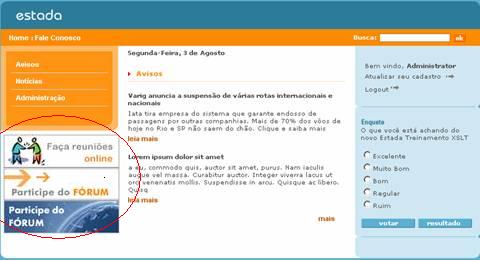 estada
Home : Fale Conosco
Busca:
ok
Avisos
Notícias
Administração
Faça reuniões
online
Participe do FÓRUM
Participe do
FÓRUM
Segunda-Feira, 3 de Agosto
Avisos
Varig anuncia a suspensão de várias rotas internacionais e
nacionais
Iata tira empresa do sistema que garante endosso de
passagens por outras companhias. Mais de 70% dos vôos de
hoje no Rio e SP não saem do chão. Clique e saiba mais
leia mais
Lorem ipsum dolor sit amet
a eu, commodo quis, auctor sit amet, purus. Nam iaculis
augue vel massa. Curabitur auctor. Integer viverra lacus ut
orci venenatis mollis. Suspendisse in arcu. Quisque ac libero.
Quisq
leia mais
mais
Bem vindo, Administrator
Atualizar seu cadastro
Logout
Enquete
O que você está achando do
novo Estada Treinamento XSLT
Excelente
Muito Bom
Bom
Regular
Ruim
votar
resultado